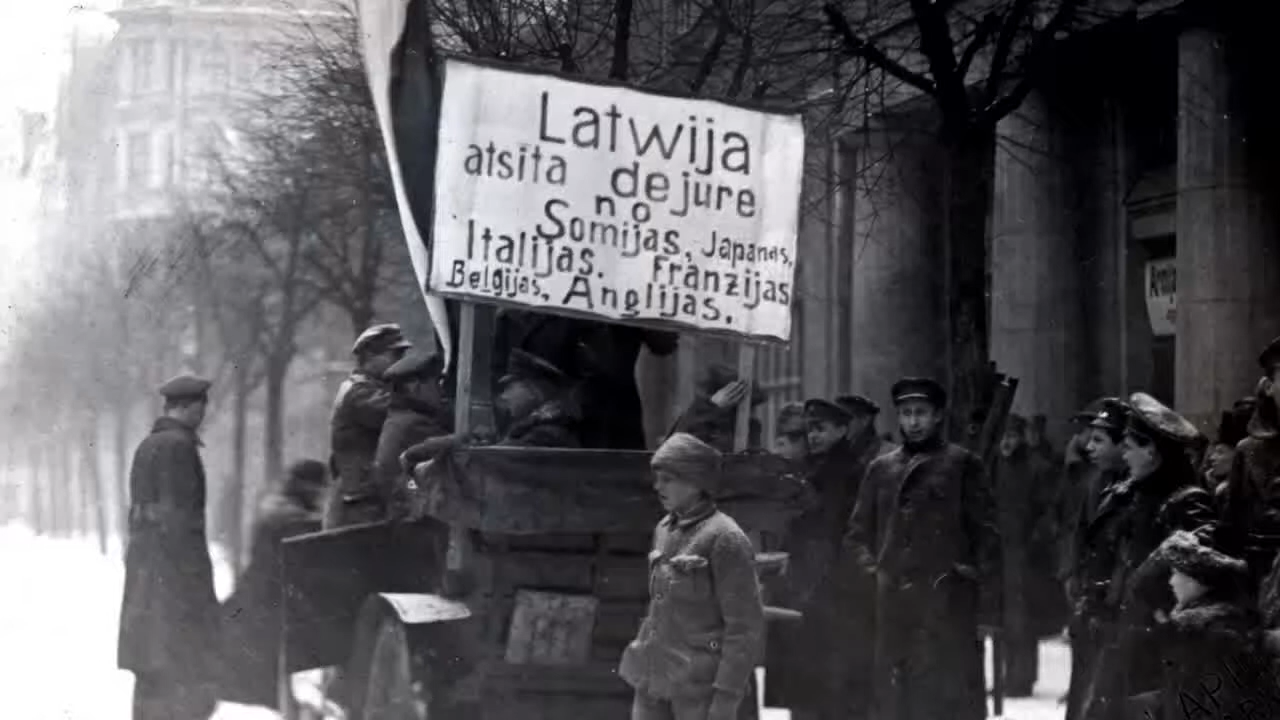 Latwija
atsita dejure
no
Somijas, Japanas,
Italijas. Franzijas
Belgijas, Anglijas.